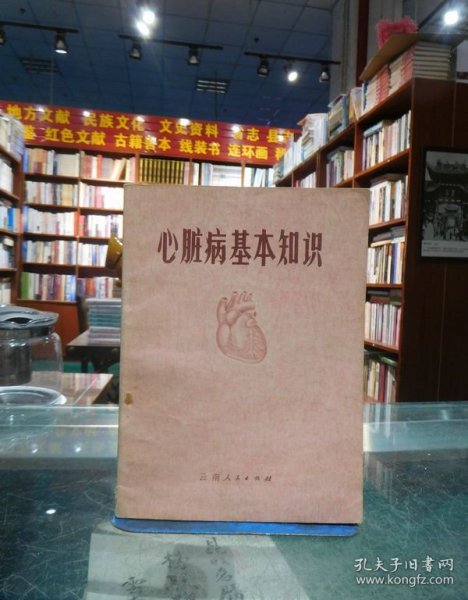 地方文献 民族文化 文史资料 省志 县
红色文献 古籍善本 线装书 连环画
心脏病基本知识
云南人民出版社
孔夫子旧书网
www.kongfz.com